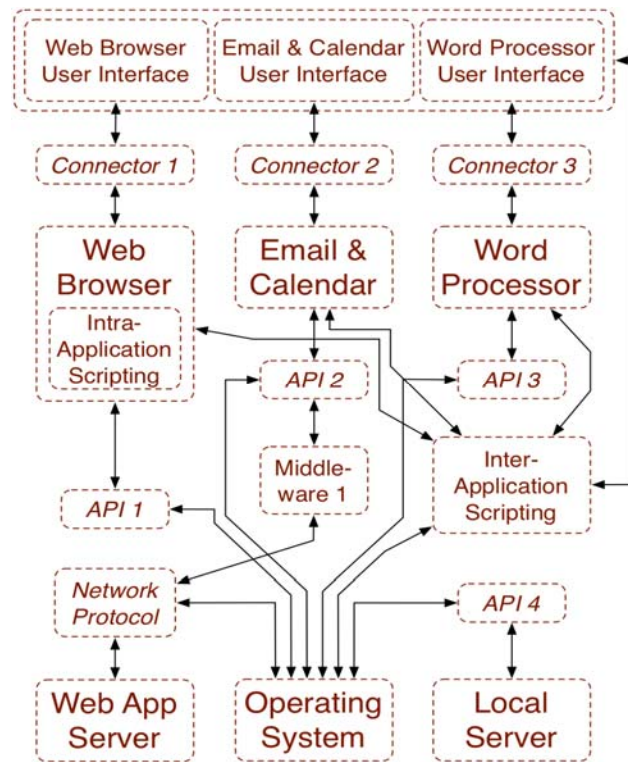 Web Browser
User Interface
Email & Calendar
User Interface
Word Processor
User Interface
Connector 1
Connector 2
Connector 3
Web
Browser
Intra-
Application
Scripting
Email &
Calendar
Word
Processor
API 2
API 3
Middle-
ware 1
Inter-
Application
Scripting
API 1
Network
Protocol
API 4
Web App
Server
Operating
System
Local
Server